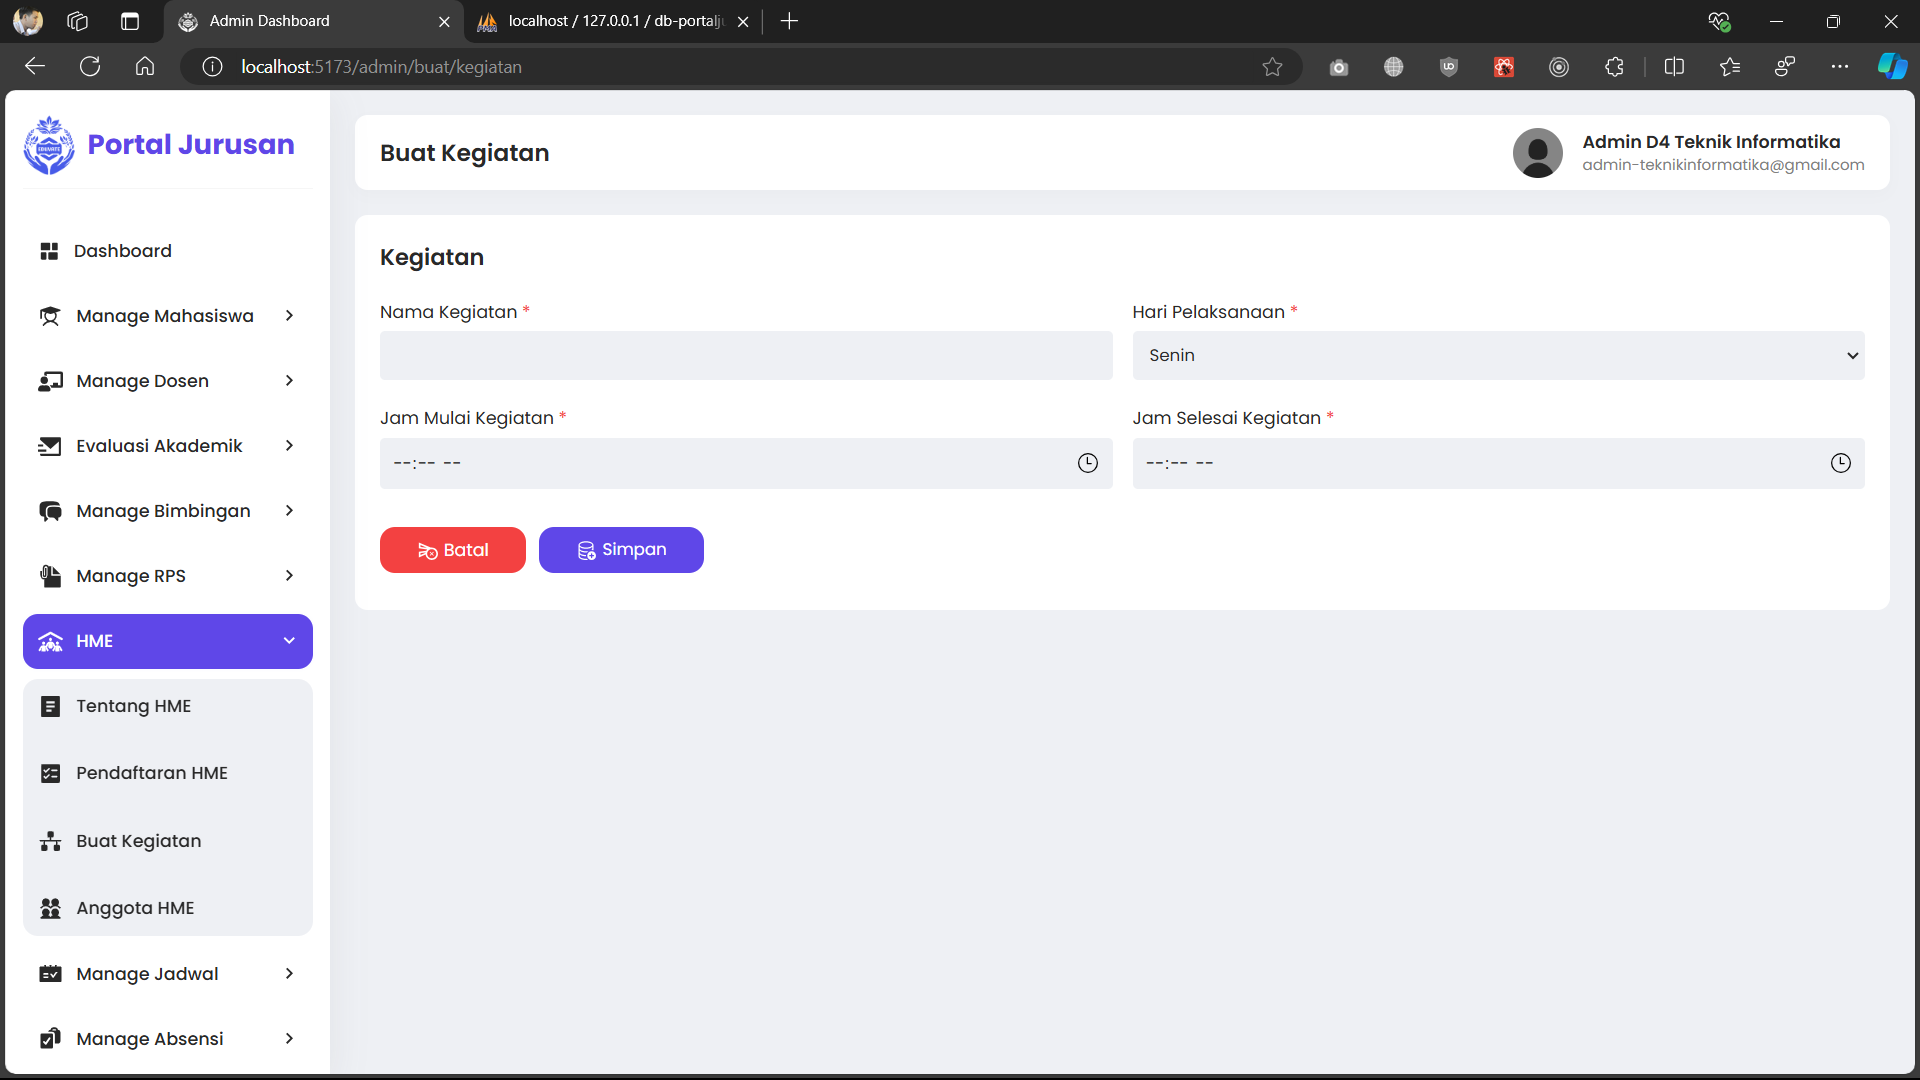 Admin Dashboard
localhost / 127.0.0.1 / db-portalj
localhost:5173/admin/buat/kegiatan
Portal Jurusan
Dashboard
Manage Mahasiswa
Manage Dosen
Evaluasi Akademik
Manage Bimbingan
Manage RPS
HME
Tentang HME
Pendaftaran HME
Buat Kegiatan
Anggota HME
Manage Jadwal
Manage Absensi
Buat Kegiatan
Admin D4 Teknik Informatika
admin-teknikinformatika@gmail.com
Kegiatan
Nama Kegiatan *
Hari Pelaksanaan *
Senin
Jam Mulai Kegiatan *
Jam Selesai Kegiatan *
--:-- --
--:-- --
Batal
Simpan